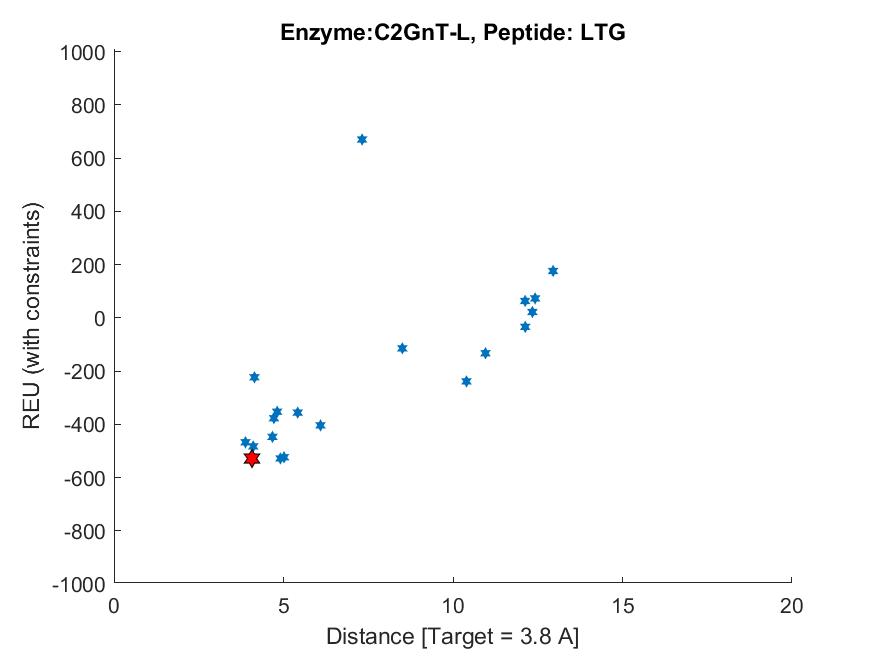 Enzyme:C2GnT-L, Peptide: LTG
1000
800
600
400
200
0
-200
-400
-600
-800
-1000
REU (with constraints)
0 5 10 15 20
Distance [Target = 3.8 A]